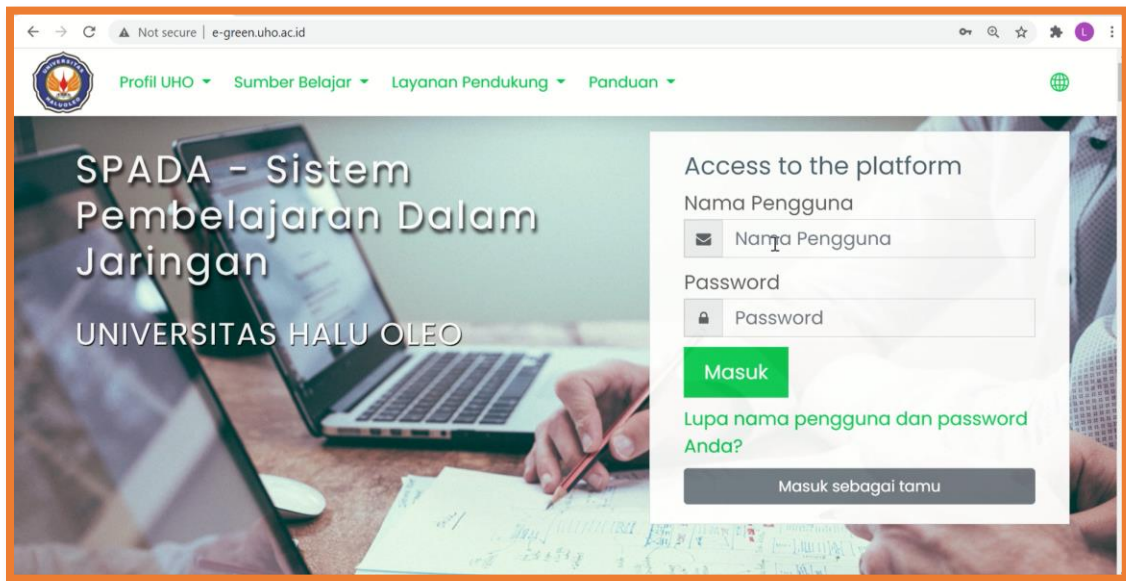 Not secure | e-green.uho.ac.id
L
UNIVERSITAS
HALUOLEO
Profil UHO Sumber Belajar Layanan Pendukung Panduan
SPADA - Sistem
Pembelajaran Dalam
Jaringan
UNIVERSITAS HALU OLEO
Access to the platform
Nama Pengguna
Nama Pengguna
Password
Password
Masuk
Lupa nama pengguna dan password
Anda?
Masuk sebagai tamu